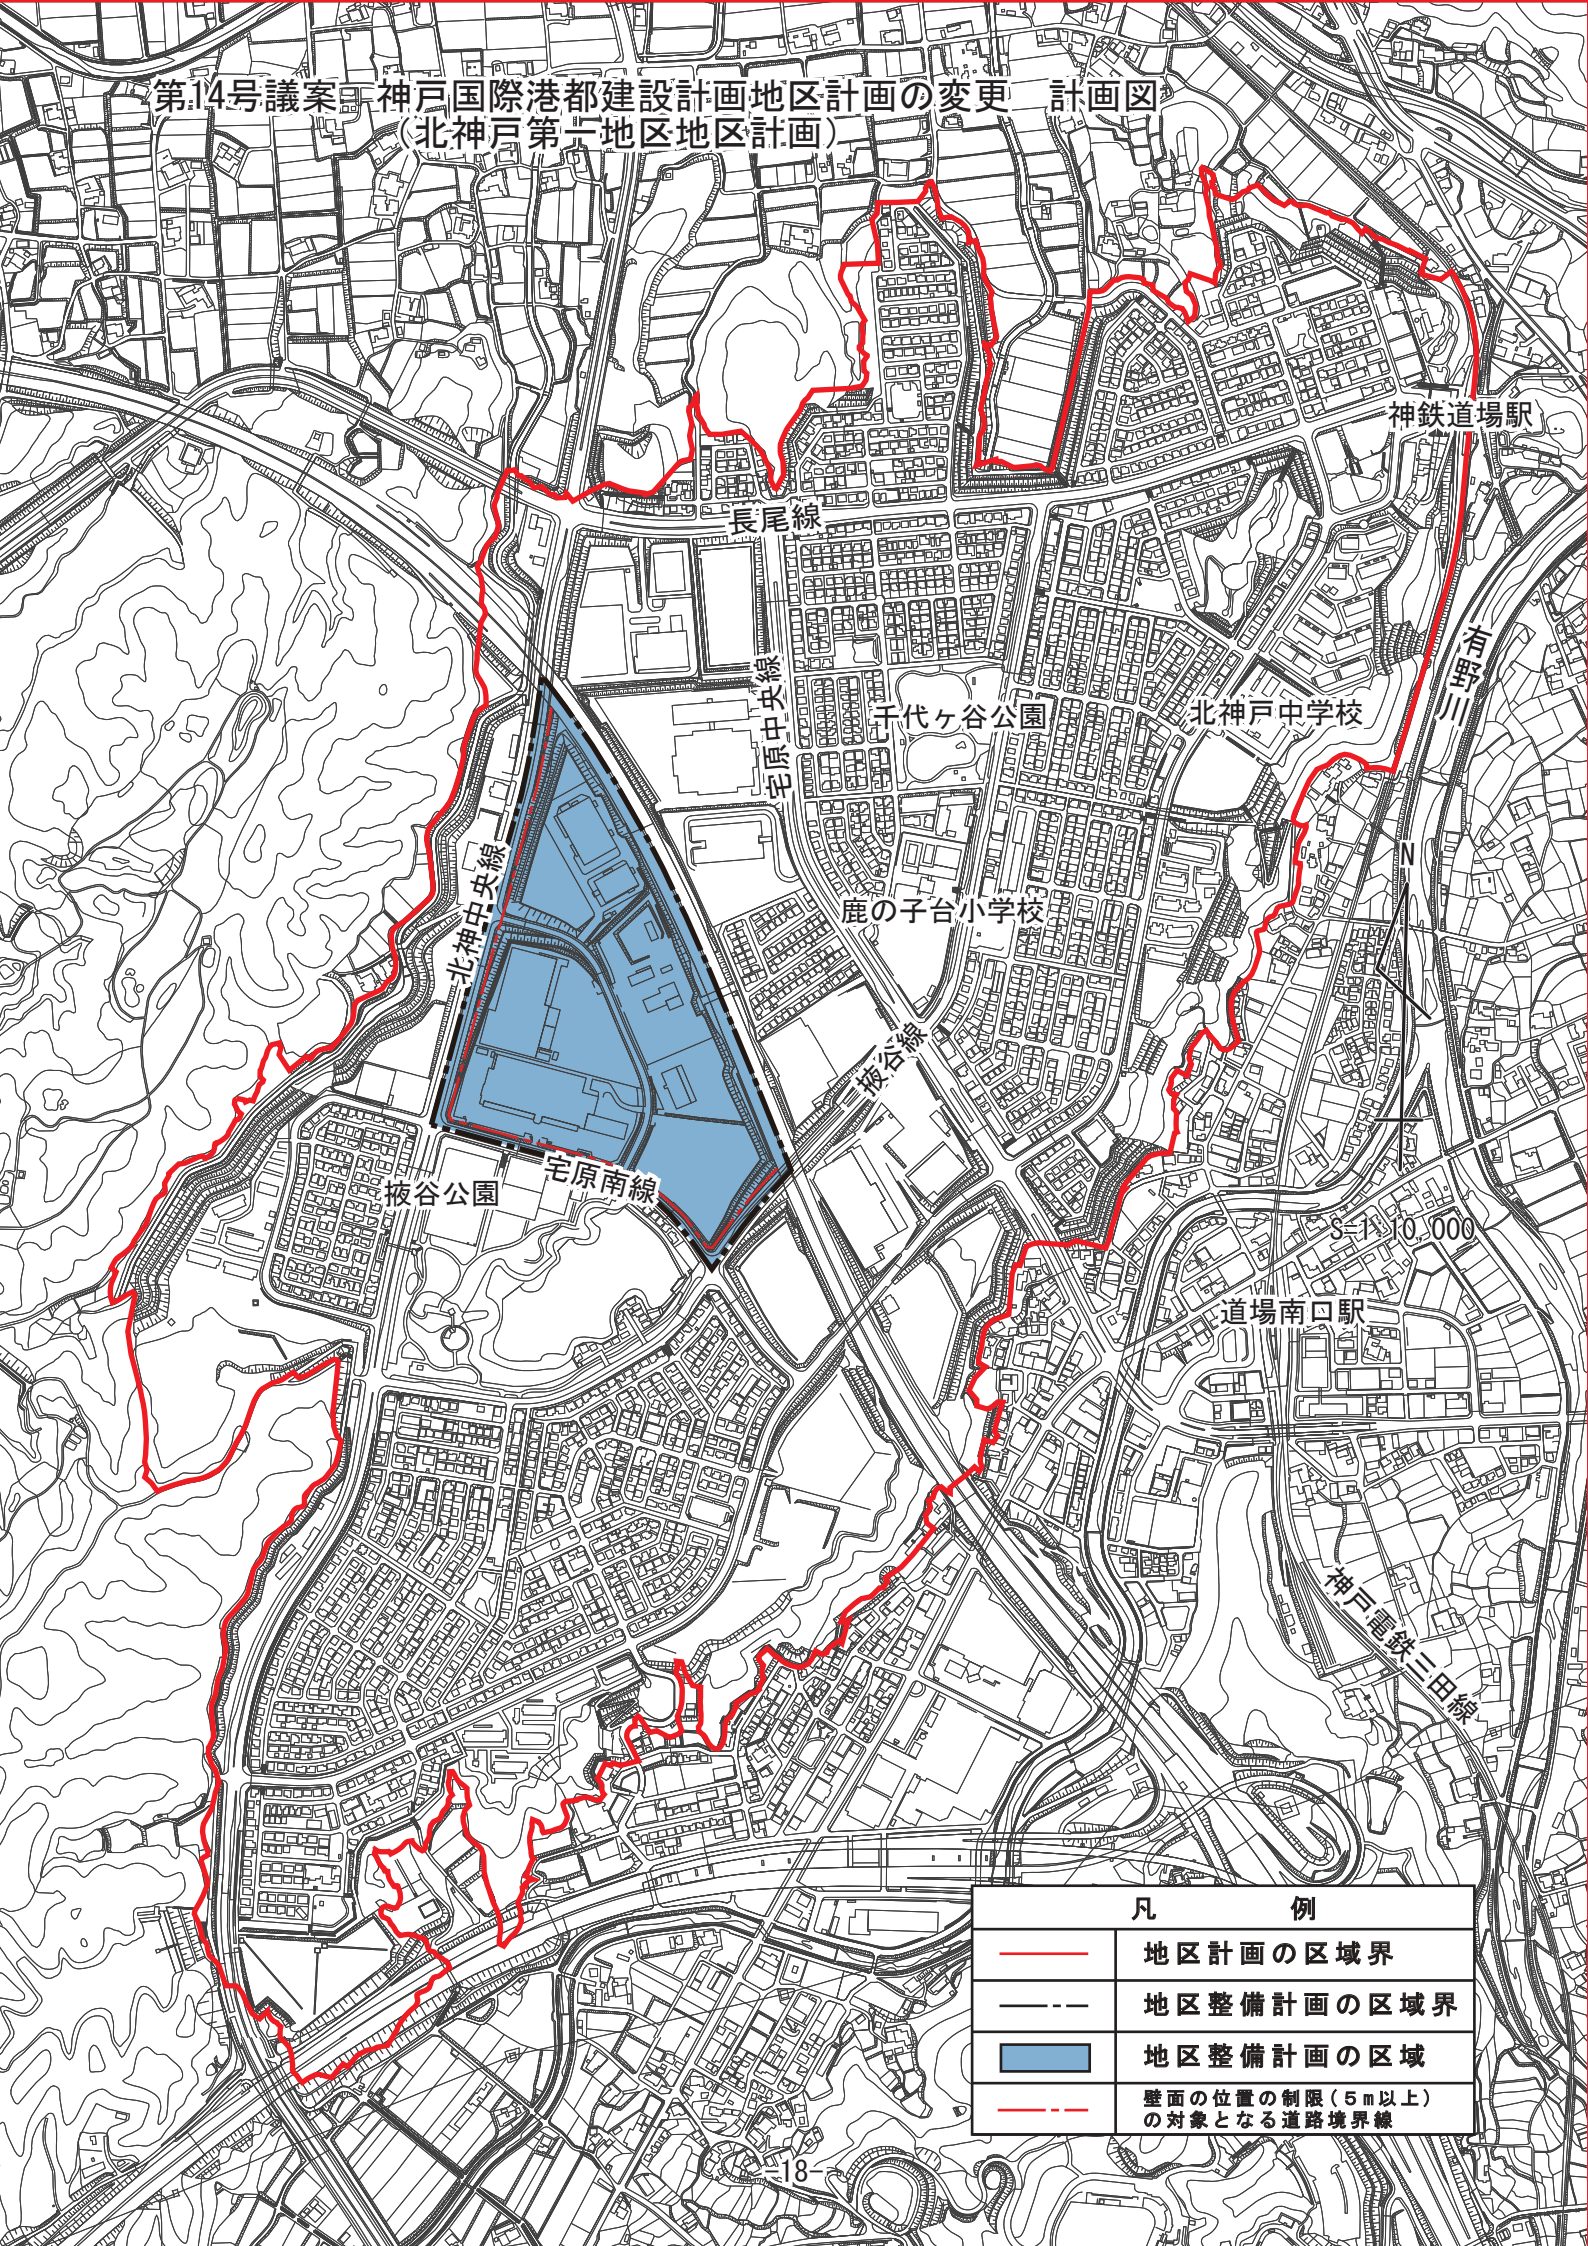 第14号議案　神戸国際港都建設計画地区計画の変更　計画図
（北神戸第一地区地区計画）
神鉄道場駅
長尾線
有野川
宅原中央線
千代ヶ谷公園
北神戸中学校
北神中央線
N
鹿の子台小学校
掖谷線
掖谷公園
宅原南線
S=1:10,000
道場南口駅
神戸電鉄三田線
凡　例
地区計画の区域界
地区整備計画の区域界
地区整備計画の区域
壁面の位置の制限(5m以上)
の対象となる道路境界線
-18-